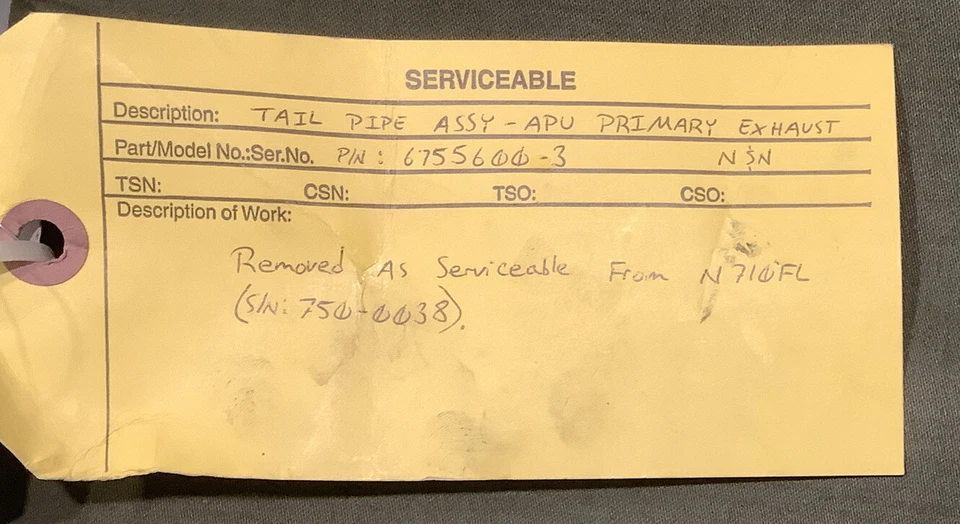 SERVICEABLE
Description: TAIL PIPE ASSY - APU PRIMARY EXHAUST
Part/Model No.:Ser.No. P/N: 6755600-3 NSN
TSN: CSN: TSO: CSO:
Description of Work:
Removed As Serviceable From N710FL
(S/N: 750-0038).